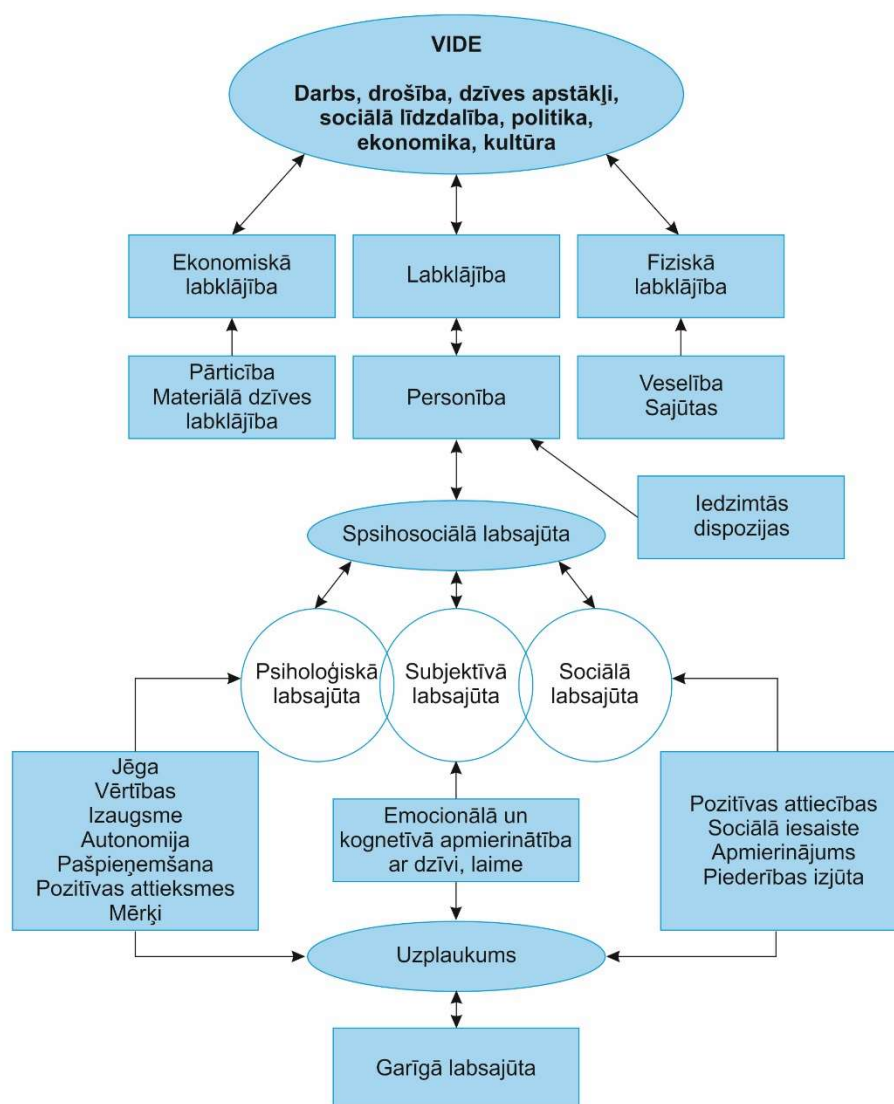 VIDE
Darbs, drošība, dzīves apstākļi,
sociālā līdzdalība, politika,
ekonomika, kultūra
Ekonomiskā
labklājība
Labklājība
Fiziskā
labklājība
Pārticība
Materiālā dzīves
labklājība
Personība
Veselība
Sajūtas
Iedzimtās
dispozijas
Spsihosociālā labsajūta
Psiholoģiskā
labsajūta
Subjektīvā
labsajūta
Sociālā
labsajūta
Jēga
Vērtības
Izaugsme
Autonomija
Pašpieņemšana
Pozitīvas attieksmes
Mērķi
Emocionālā un
kognetīvā apmierinātība
ar dzīvi, laime
Pozitīvas attiecības
Sociālā iesaiste
Apmierinājums
Piederības izjūta
Uzplaukums
Garīgā labsajūta